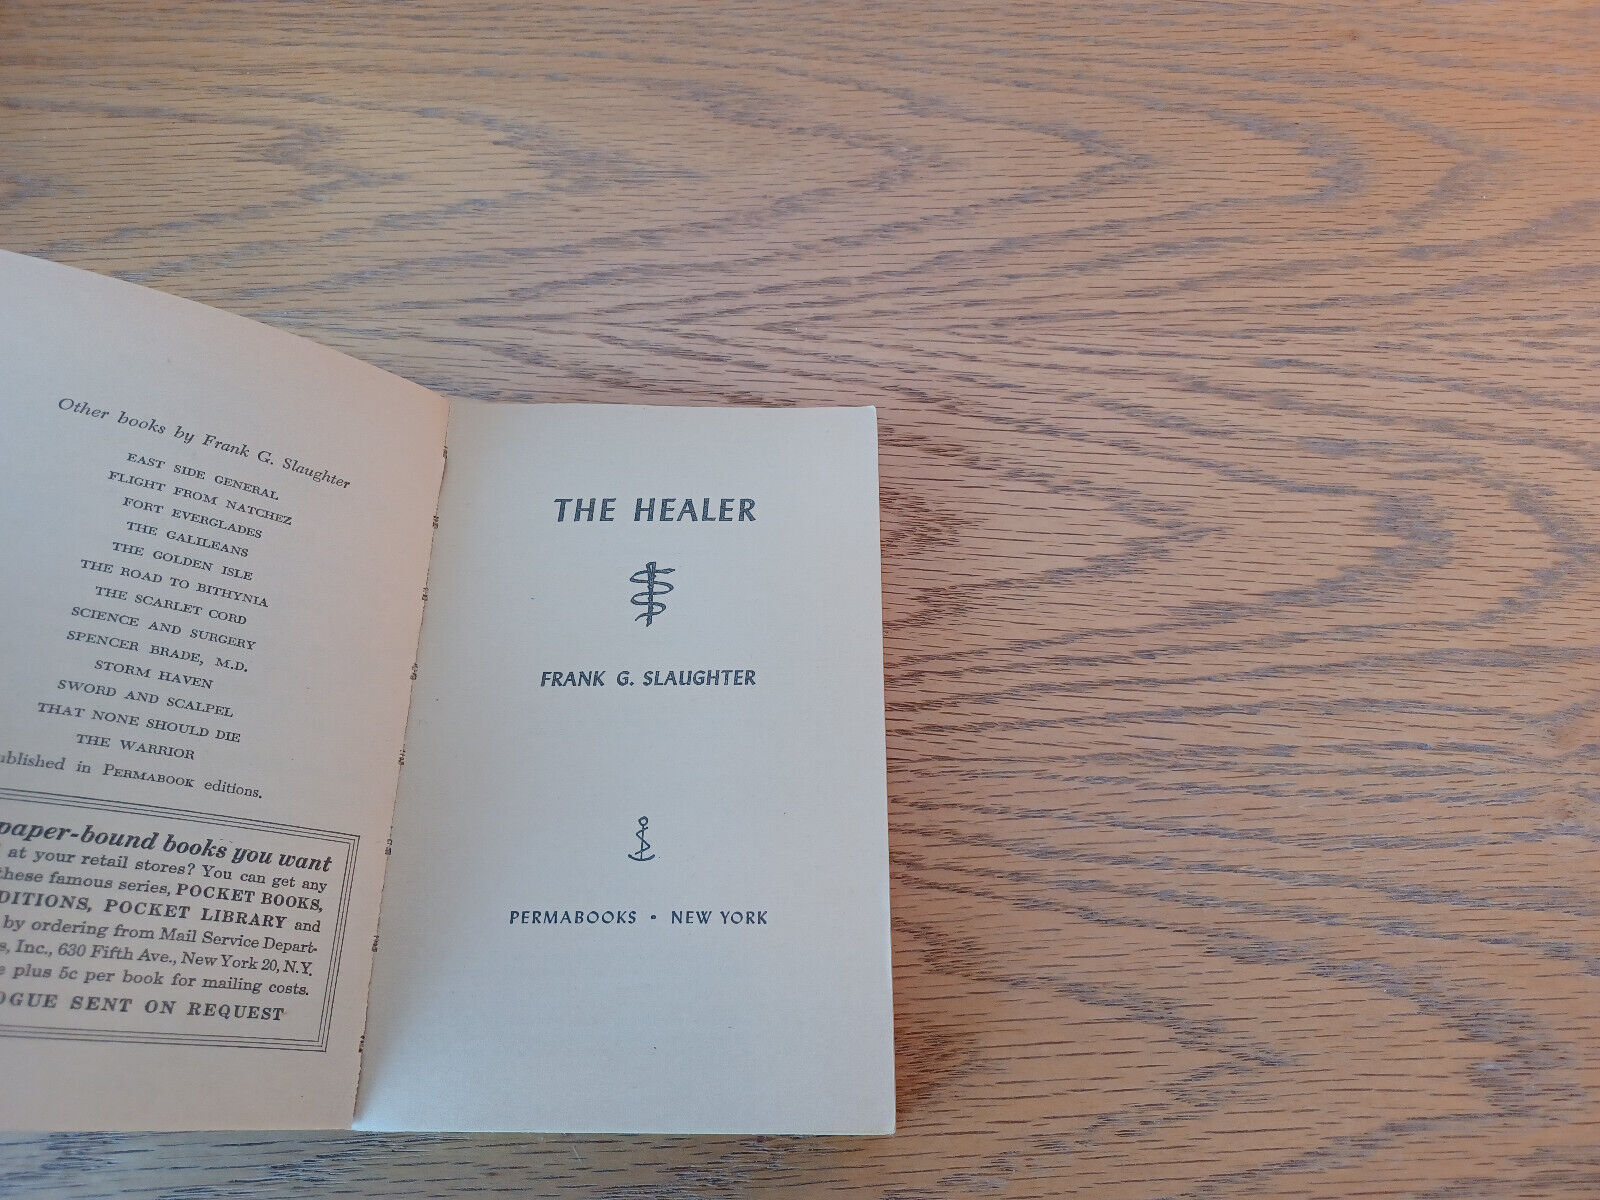 Other books by Frank G. Slaughter
EAST SIDE GENERAL
FLIGHT FROM NATCHEZ
FORT EVERGLADES
THE GALILEANS
THE GOLDEN ISLE
THE ROAD TO BITHYNIA
THE SCARLET CORD
SCIENCE AND SURGERY
SPENCER BRADE, M.D.
STORM HAVEN
SWORD AND SCALPEL
THAT NONE SHOULD DIE
THE WARRIOR
in PERMABOOK editions.
paper-bound books you want
at your retail stores? You can get any
these famous series, POCKET BOOKS,
POCKET LIBRARY and
by ordering from Mail Service Depart-
Inc., 630 Fifth Ave., New York 20, N.Y.
plus 5c per book for mailing costs.
SENT ON REQUEST
THE HEALER
FRANK G. SLAUGHTER
PERMABOOKS • NEW YORK